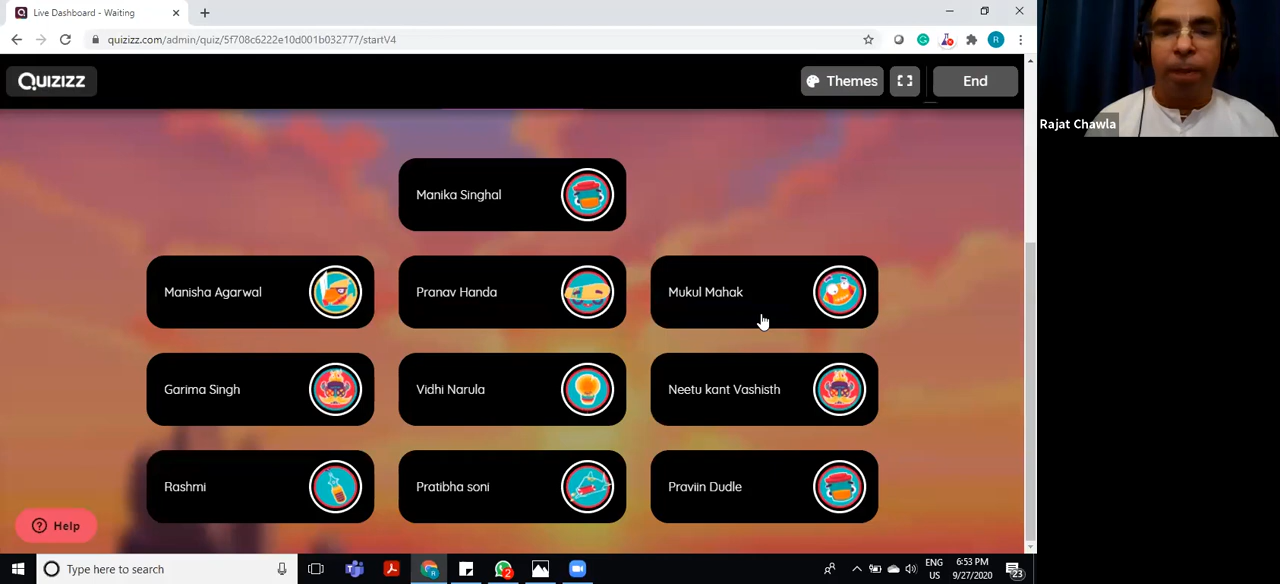 Live Dashboard - Waiting
quizizz.com/admin/quiz/5f708c6222e10d001b032777/startV4
R
QUIZIZZ
Themes
End
Rajat Chawla
Manika Singhal
Manisha Agarwal
Pranav Handa
Mukul Mahak
Garima Singh
Vidhi Narula
Neetu kant Vashisth
Rashmi
Pratibha soni
Praviin Dudle
? Help
Type here to search
2
ENG
US
6:53 PM
9/27/2020
23